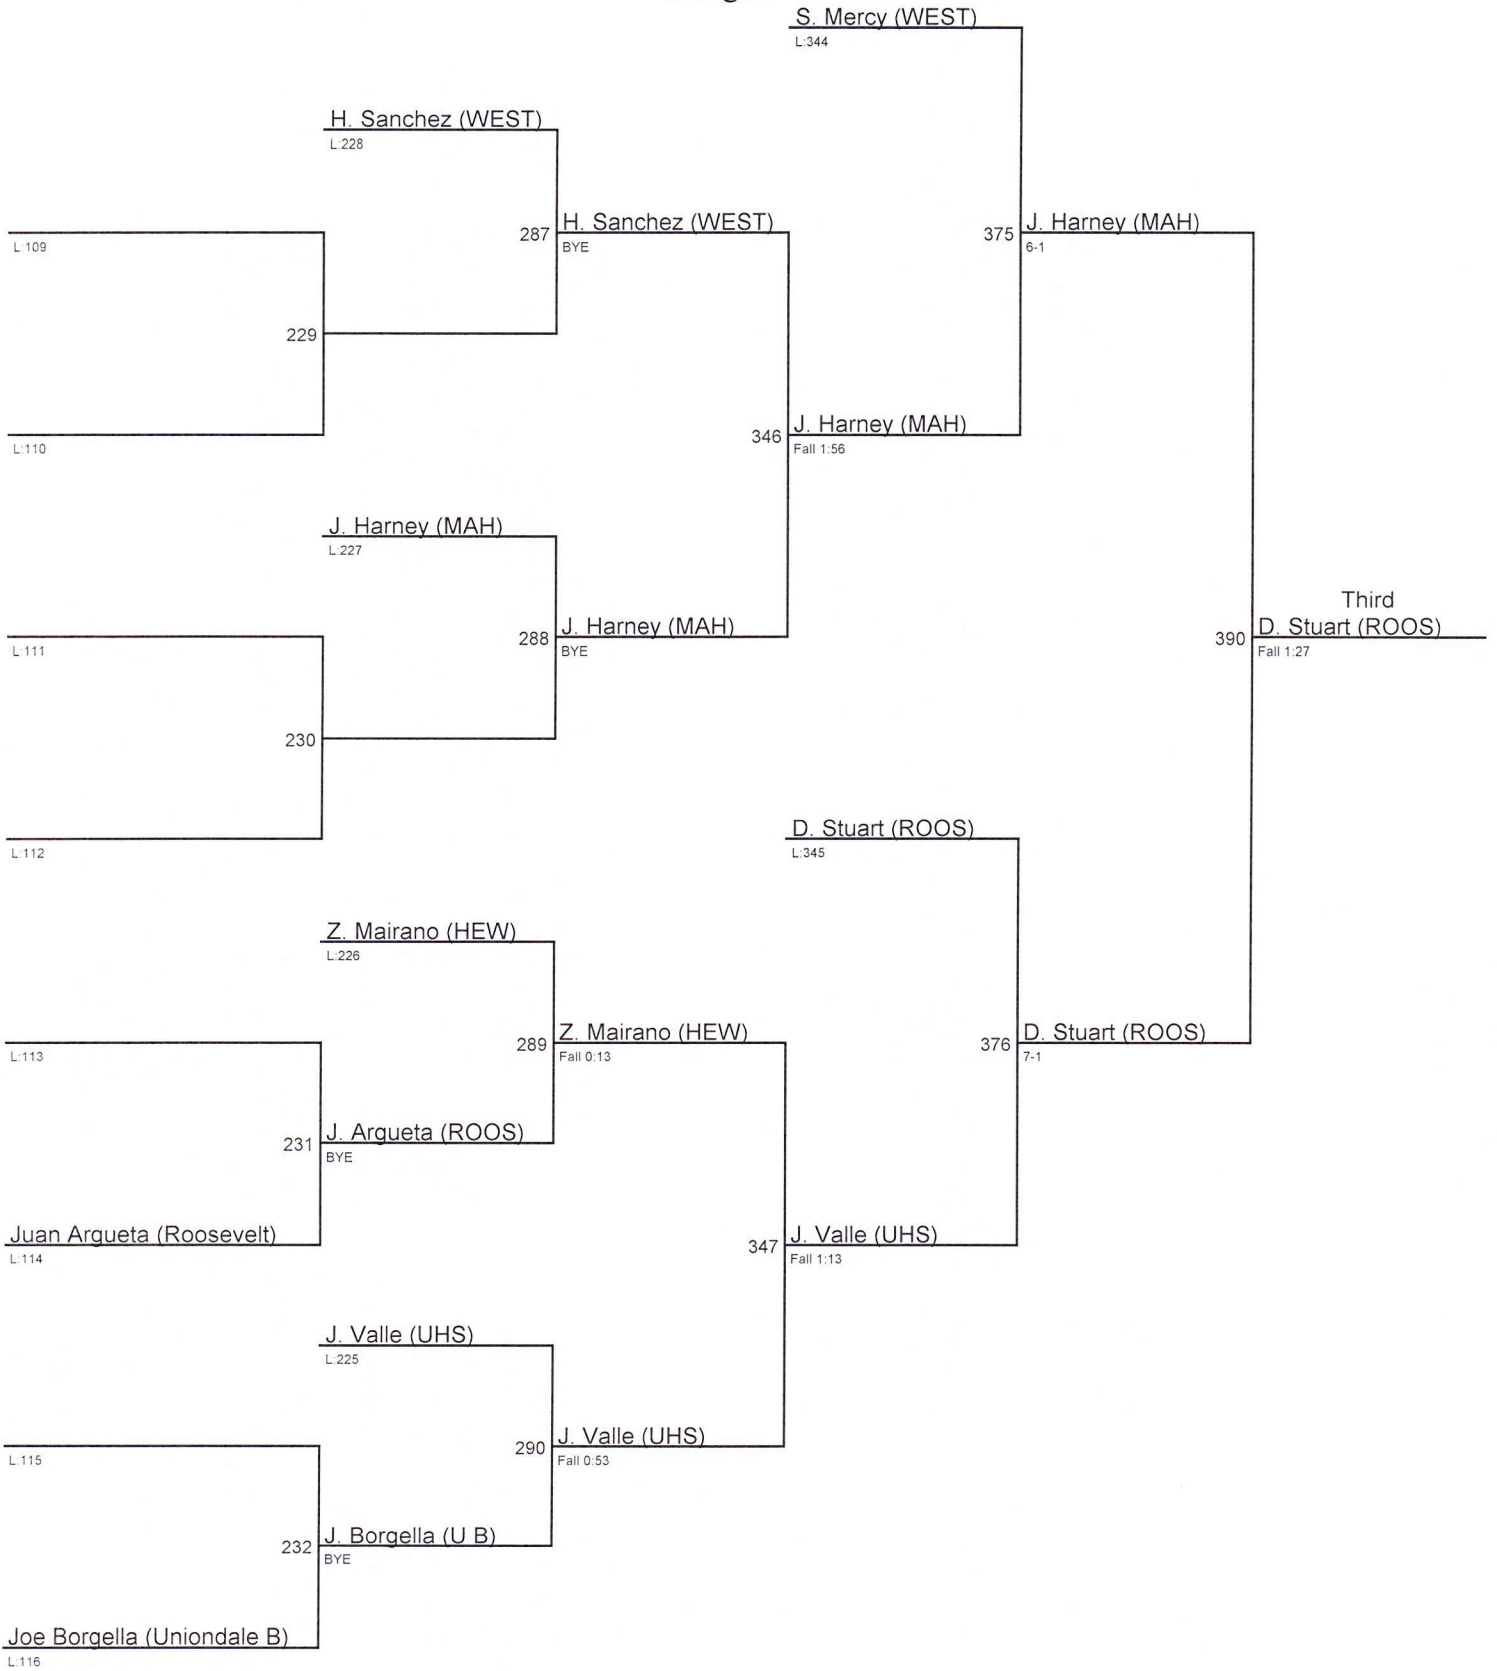 S. Mercy (WEST)
L:344
H. Sanchez (WEST)
L:228
L:109
287
H. Sanchez (WEST)
BYE
375
J. Harney (MAH)
6-1
229
L:110
346
J. Harney (MAH)
Fall 1:56
J. Harney (MAH)
L:227
L:111
288
J. Harney (MAH)
BYE
Third
390
D. Stuart (ROOS)
Fall 1:27
230
L:112
D. Stuart (ROOS)
L:345
Z. Mairano (HEW)
L:226
L:113
289
Z. Mairano (HEW)
Fall 0:13
376
D. Stuart (ROOS)
7-1
231
J. Argueta (ROOS)
BYE
Juan Argueta (Roosevelt)
L:114
347
J. Valle (UHS)
Fall 1:13
J. Valle (UHS)
L:225
L:115
290
J. Valle (UHS)
Fall 0:53
232
J. Borgella (U B)
BYE
Joe Borgella (Uniondale B)
L:116